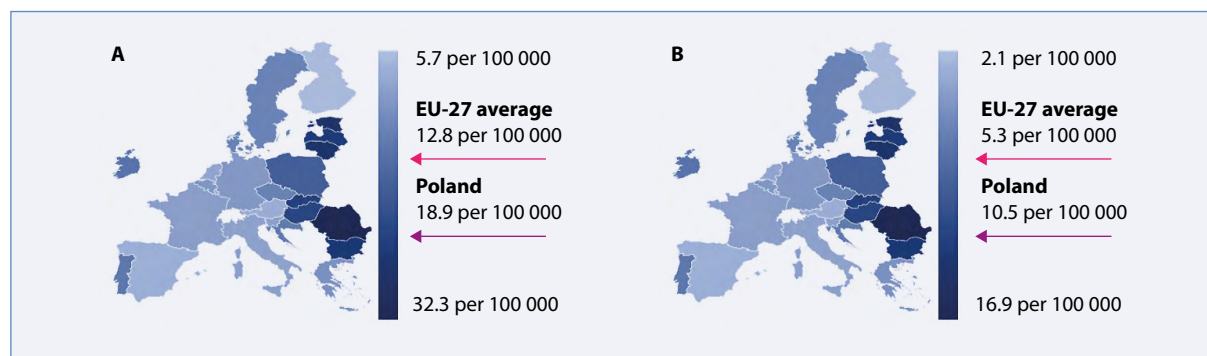 A
5.7 per 100 000
EU-27 average
12.8 per 100 000
Poland
18.9 per 100 000
32.3 per 100 000
B
2.1 per 100 000
EU-27 average
5.3 per 100 000
Poland
10.5 per 100 000
16.9 per 100 000